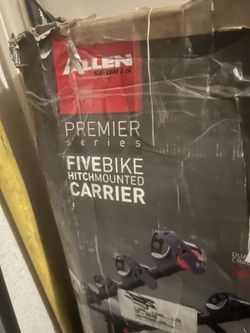 ALLEN
SPORTS
PREMIER
series
FIVEBIKE
HITCHMOUNTED
CARRIER